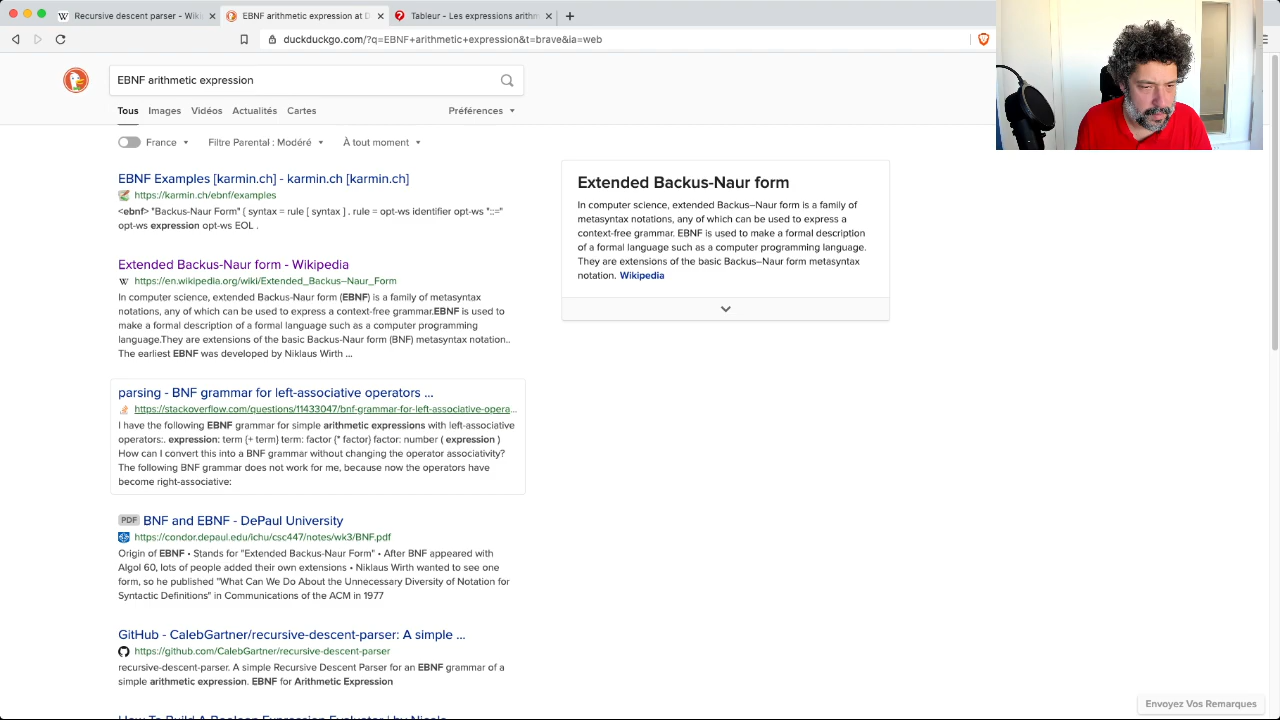 Recursive descent parser - Wiki
EBNF arithmetic expression at D
Tableur - Les expressions arithm
duckduckgo.com/?q=EBNF+arithmetic+expression&t=brave&ia=web
EBNF arithmetic expression
Tous Images Vidéos Actualités Cartes Préférences
France Filtre Parental : Modéré À tout moment
EBNF Examples [karmin.ch] - karmin.ch [karmin.ch]
https://karmin.ch/ebnf/examples
<ebnf> "Backus-Naur Form" { syntax = rule [ syntax ] . rule = opt-ws identifier opt-ws "::="
opt-ws expression opt-ws EOL .
Extended Backus-Naur form - Wikipedia
https://en.wikipedia.org/wiki/Extended_Backus–Naur_Form
In computer science, extended Backus-Naur form (EBNF) is a family of metasyntax
notations, any of which can be used to express a context-free grammar.EBNF is used to
make a formal description of a formal language such as a computer programming
language.They are extensions of the basic Backus-Naur form (BNF) metasyntax notation..
The earliest EBNF was developed by Niklaus Wirth ...
parsing - BNF grammar for left-associative operators ...
https://stackoverflow.com/questions/11433047/bnf-grammar-for-left-associative-opera...
I have the following EBNF grammar for simple arithmetic expressions with left-associative
operators:. expression: term {+ term} term: factor {* factor} factor: number ( expression )
How can I convert this into a BNF grammar without changing the operator associativity?
The following BNF grammar does not work for me, because now the operators have
become right-associative:
PDF BNF and EBNF - DePaul University
https://condor.depaul.edu/ichu/csc447/notes/wk3/BNF.pdf
Origin of EBNF • Stands for "Extended Backus-Naur Form" • After BNF appeared with
Algol 60, lots of people added their own extensions • Niklaus Wirth wanted to see one
form, so he published "What Can We Do About the Unnecessary Diversity of Notation for
Syntactic Definitions" in Communications of the ACM in 1977
GitHub - CalebGartner/recursive-descent-parser: A simple ...
https://github.com/CalebGartner/recursive-descent-parser
recursive-descent-parser. A simple Recursive Descent Parser for an EBNF grammar of a
simple arithmetic expression. EBNF for Arithmetic Expression
How To Build A Boolean Expression Evaluator | by Nicola
Extended Backus-Naur form
In computer science, extended Backus–Naur form is a family of
metasyntax notations, any of which can be used to express a
context-free grammar. EBNF is used to make a formal description
of a formal language such as a computer programming language.
They are extensions of the basic Backus–Naur form metasyntax
notation. Wikipedia
Envoyez Vos Remarques